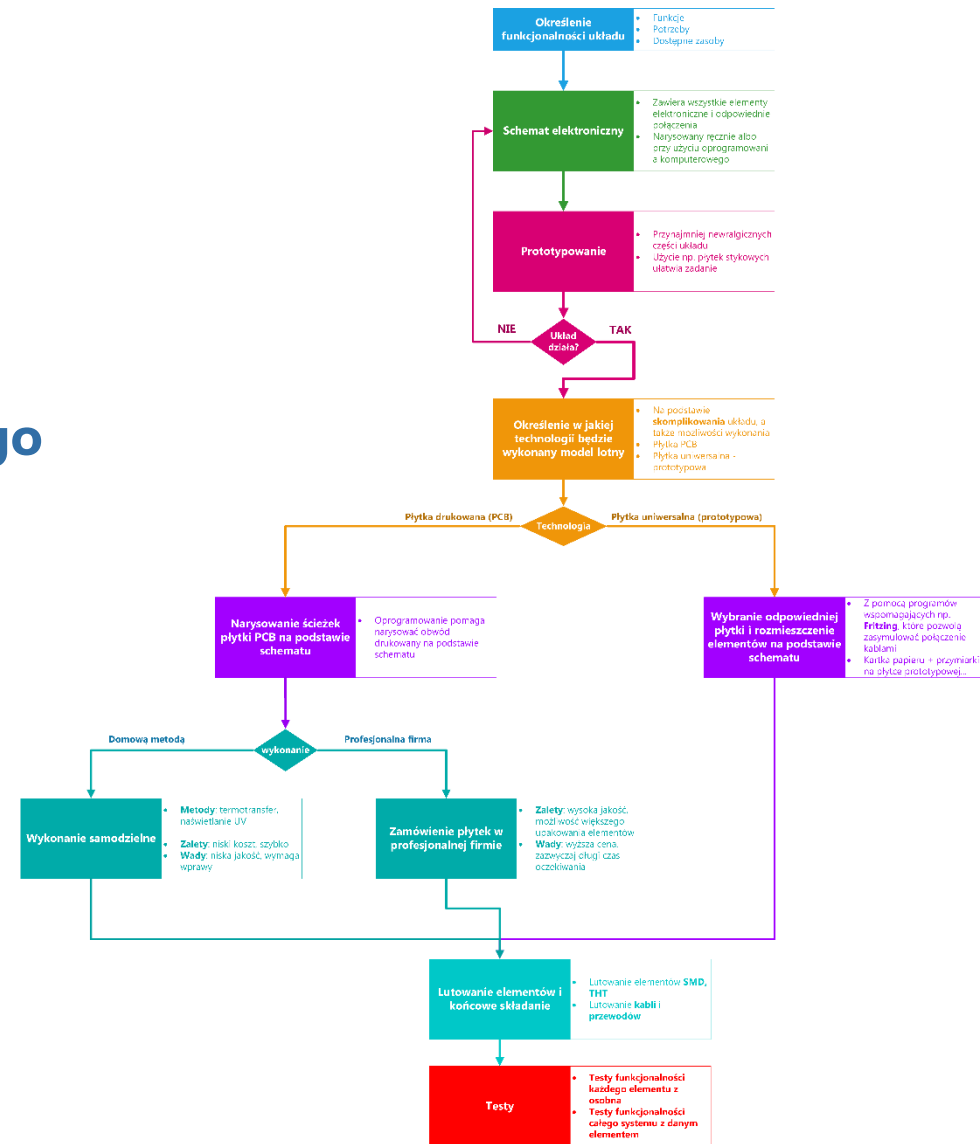 Określenie
funkcjonalności układu
Funkcje
Potrzeby
Dostępne zasoby
Schemat elektroniczny
Zawiera wszystkie elementy
elektroniczne i odpowiednie
połączenia
Narysowany ręcznie albo
przy użyciu oprogramowani
a komputerowego
Prototypowanie
Przynajmniej newralgicznych
części układu
Użycie np. płytek stykowych
ułatwia zadanie
NIE
Układ
działa?
TAK
go
Określenie w jakiej
technologii będzie
wykonany model lotny
Na podstawie
skomplikowania układu, a
także możliwości wykonania
Płytka PCB
Płytka uniwersalna -
prototypowa
Płytka drukowana (PCB)
Technologia
Płytka uniwersalna (prototypowa)
Narysowanie ścieżek
płytki PCB na podstawie
schematu
Oprogramowanie pomaga
narysować obwód
drukowany na podstawie
schematu
Wybranie odpowiedniej
płytki i rozmieszczenie
elementów na podstawie
schematu
Z pomocą programów
wspomagających np.
Fritzing, które pozwolą
zasymulować połączenie
kablami
Kartka papieru + przymiarki
na płytce prototypowej...
Domową metodą
wykonanie
Profesjonalna firma
Wykonanie samodzielne
Metody: termotransfer,
naświetlanie UV
Zalety: niski koszt, szybko
Wady: niska jakość, wymaga
wprawy
Zamówienie płytek w
profesjonalnej firmie
Zalety: wysoka jakość,
możliwość większego
upakowania elementów
Wady: wyższa cena,
zazwyczaj długi czas
oczekiwania
Lutowanie elementów i
końcowe składanie
Lutowanie elementów SMD,
THT
Lutowanie kabli i
przewodów
Testy
Testy funkcjonalności
każdego elementu z
osobna
Testy funkcjonalności
całego systemu z danym
elementem